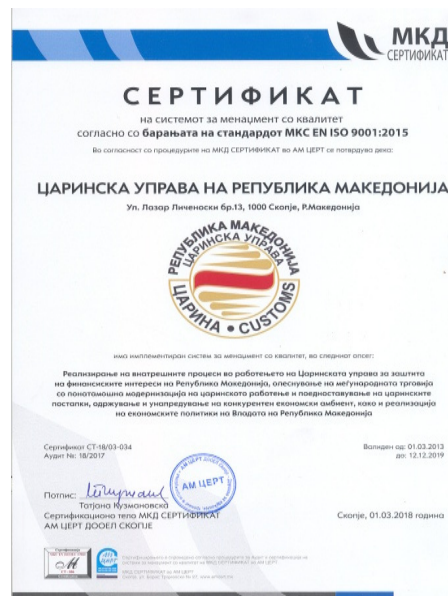 МКД
СЕРТИФИКАТ
СЕРТИФИКАТ
на системот за менаџмент со квалитет
согласно со барањата на стандардот МКС EN ISO 9001:2015
Во согласност со процедурите на МКД СЕРТИФИКАТ во АМ ЦЕРТ се потврдува дека:
ЦАРИНСКА УПРАВА НА РЕПУБЛИКА МАКЕДОНИЈА
Ул. Лазар Личеноски бр.13, 1000 Скопје, Р.Македонија
РЕПУБЛИКА МАКЕДОНИЈА
ЦАРИНСКА УПРАВА
ЦАРИНА • CUSTOMS
има имплементиран систем за менаџмент со квалитет, во следниот опсег:
Реализирање на внатрешните процеси во работењето на Царинската управа за заштита
на финансиските интереси на Република Македонија, олеснување на меѓународната трговија
со понатамошна модернизација на царинското работење и поедноставување на царинските
постапки, одржување и унапредување на конкурентен економски амбиент, како и реализација
на економските политики на Владата на Република Македонија
Сертификат СТ-18/03-034
Аудит №: 18/2017
Валиден од: 01.03.2013
до: 12.12.2019
Потпис:
Татјана Кузмановска
Сертификациона тело МКД СЕРТИФИКАТ
АМ ЦЕРТ ДООЕЛ СКОПЈЕ
АМ ЦЕРТ
Скопје, 01.03.2018 година